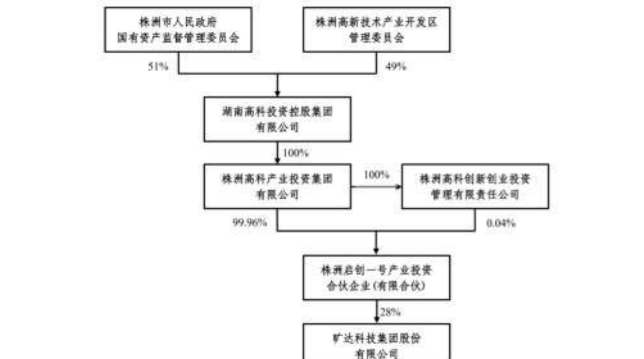 株洲市人民政府
国有资产监督管理委员会
株洲高新技术产业开发区
管理委员会
51%
49%
湖南高科投资控股集团
有限公司
100%
株洲高科产业投资集团
有限公司
100%
株洲高科创新创业投资
管理有限责任公司
99.96%
0.04%
株洲启创一号产业投资
合伙企业(有限合伙)
28%
旷达科技集团股份
有限公司